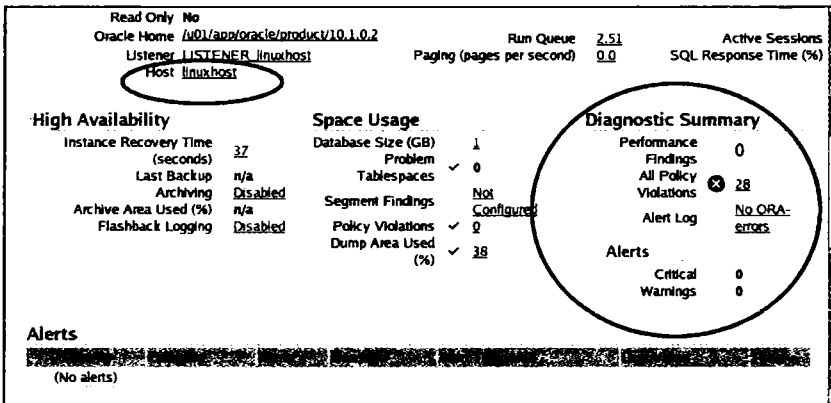 Read Only No
Oracle Home /u01/app/oracle/product/10.1.0.2
Listener LISTENER_linuxhost
Host linuxhost
Run Queue 2.51
Paging (pages per second) 0.0
Active Sessions
SQL Response Time (%)
High Availability
Instance Recovery Time (seconds) 37
Last Backup n/a
Archiving Disabled
Archive Area Used (%) n/a
Flashback Logging Disabled
Space Usage
Database Size (GB) 1
Problem Tablespaces ✓ 0
Segment Findings Not Configured
Policy Violations ✓ 0
Dump Area Used (%) ✓ 38
Diagnostic Summary
Performance Findings 0
All Policy Violations 28
Alert Log No ORA-errors
Alerts
Critical 0
Warnings 0
Alerts
(No alerts)